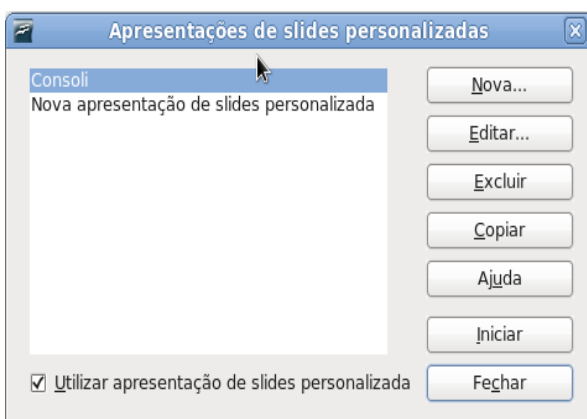 Apresentações de slides personalizadas
Consoli
Nova apresentação de slides personalizada
Nova...
Editar...
Excluir
Copiar
Ajuda
Iniciar
Utilizar apresentação de slides personalizada
Fechar